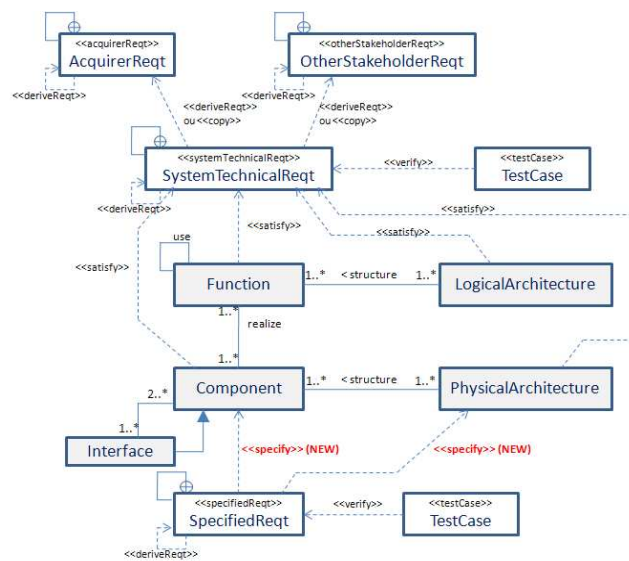 <<acquirerReqt>>
AcquirerReqt
<<otherStakeholderReqt>>
OtherStakeholderReqt
<<deriveReqt>>
<<deriveReqt>>
ou <<copy>>
<<deriveReqt>>
<<deriveReqt>>
ou <<copy>>
<<systemTechnicalReqt>>
SystemTechnicalReqt
<<verify>>
<<testCase>>
TestCase
<<deriveReqt>>
<<satisfy>>
<<satisfy>>
<<satisfy>>
<<satisfy>>
use
Function
1..*
< structure
1..*
LogicalArchitecture
1..*
realize
1..*
Component
1..*
< structure
1..*
PhysicalArchitecture
2..*
1..*
Interface
<<specify>> (NEW)
<<specify>> (NEW)
<<specifiedReqt>>
SpecifiedReqt
<<verify>>
<<testCase>>
TestCase
<<deriveReqt>>